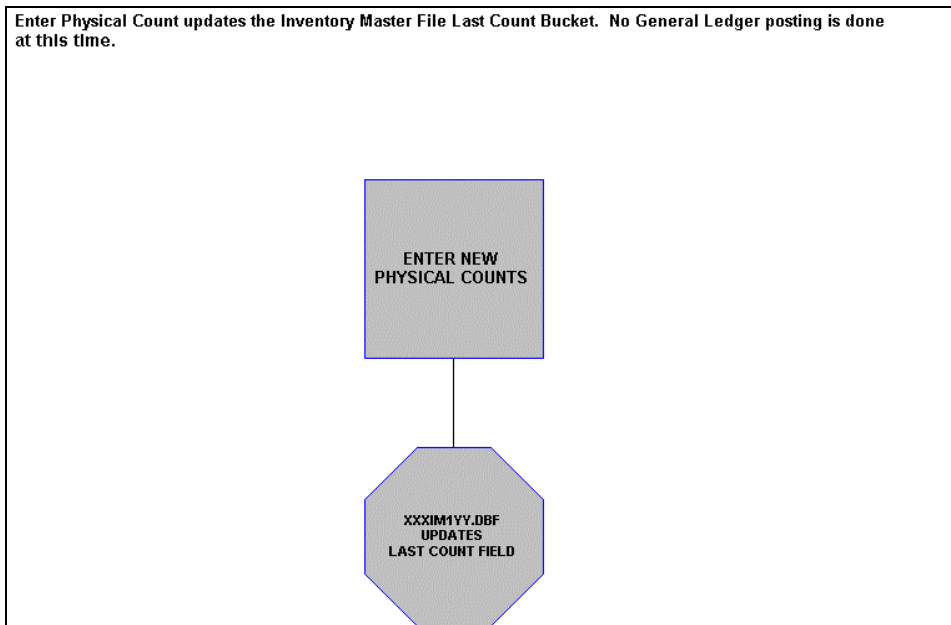 Enter Physical Count updates the Inventory Master File Last Count Bucket.  No General Ledger posting is done
at this time.
ENTER NEW
PHYSICAL COUNTS
XXXIM1YY.DBF
UPDATES
LAST COUNT FIELD